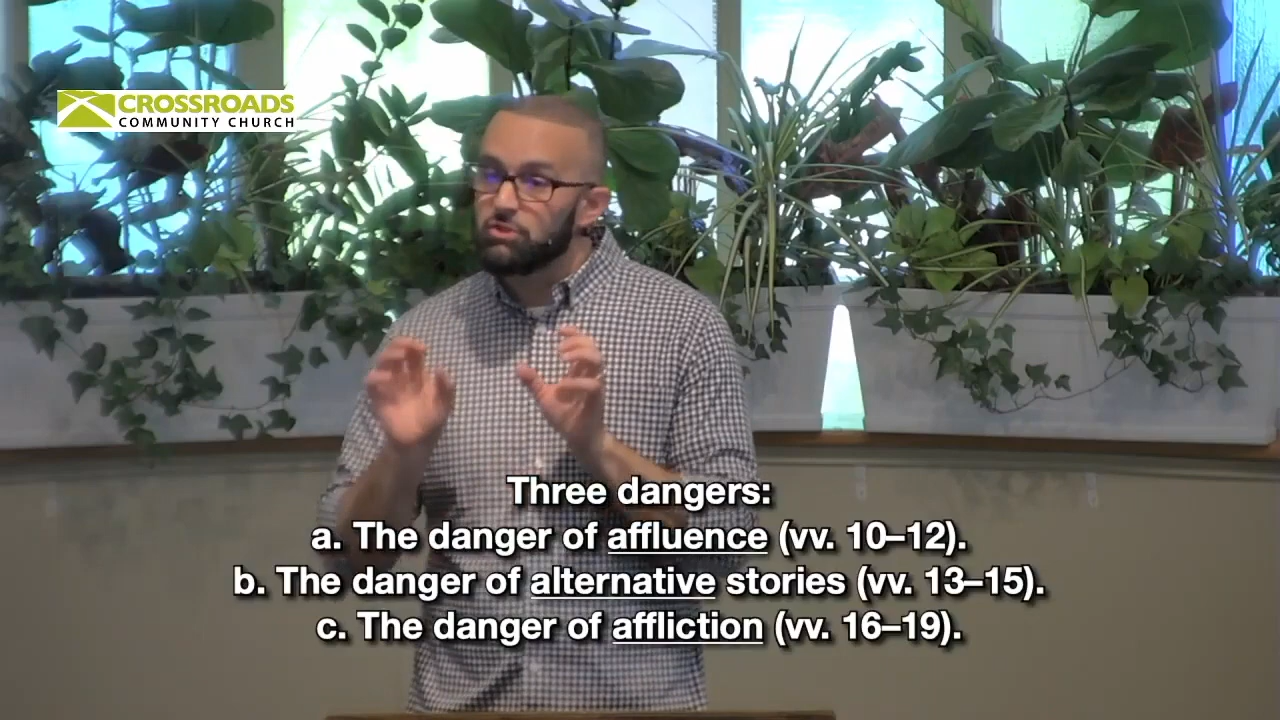 CROSSROADS
COMMUNITY CHURCH
Three dangers:
a. The danger of affluence (vv. 10–12).
b. The danger of alternative stories (vv. 13–15).
c. The danger of affliction (vv. 16–19).